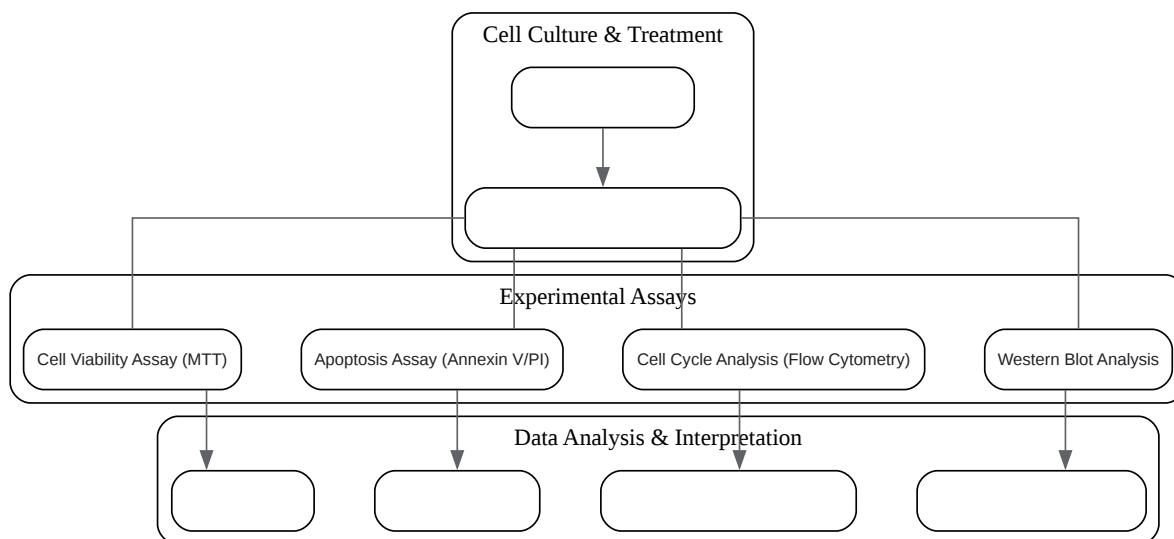 Cell Culture & Treatment
Experimental Assays
Cell Viability Assay (MTT)
Apoptosis Assay (Annexin V/PI)
Cell Cycle Analysis (Flow Cytometry)
Western Blot Analysis
Data Analysis & Interpretation